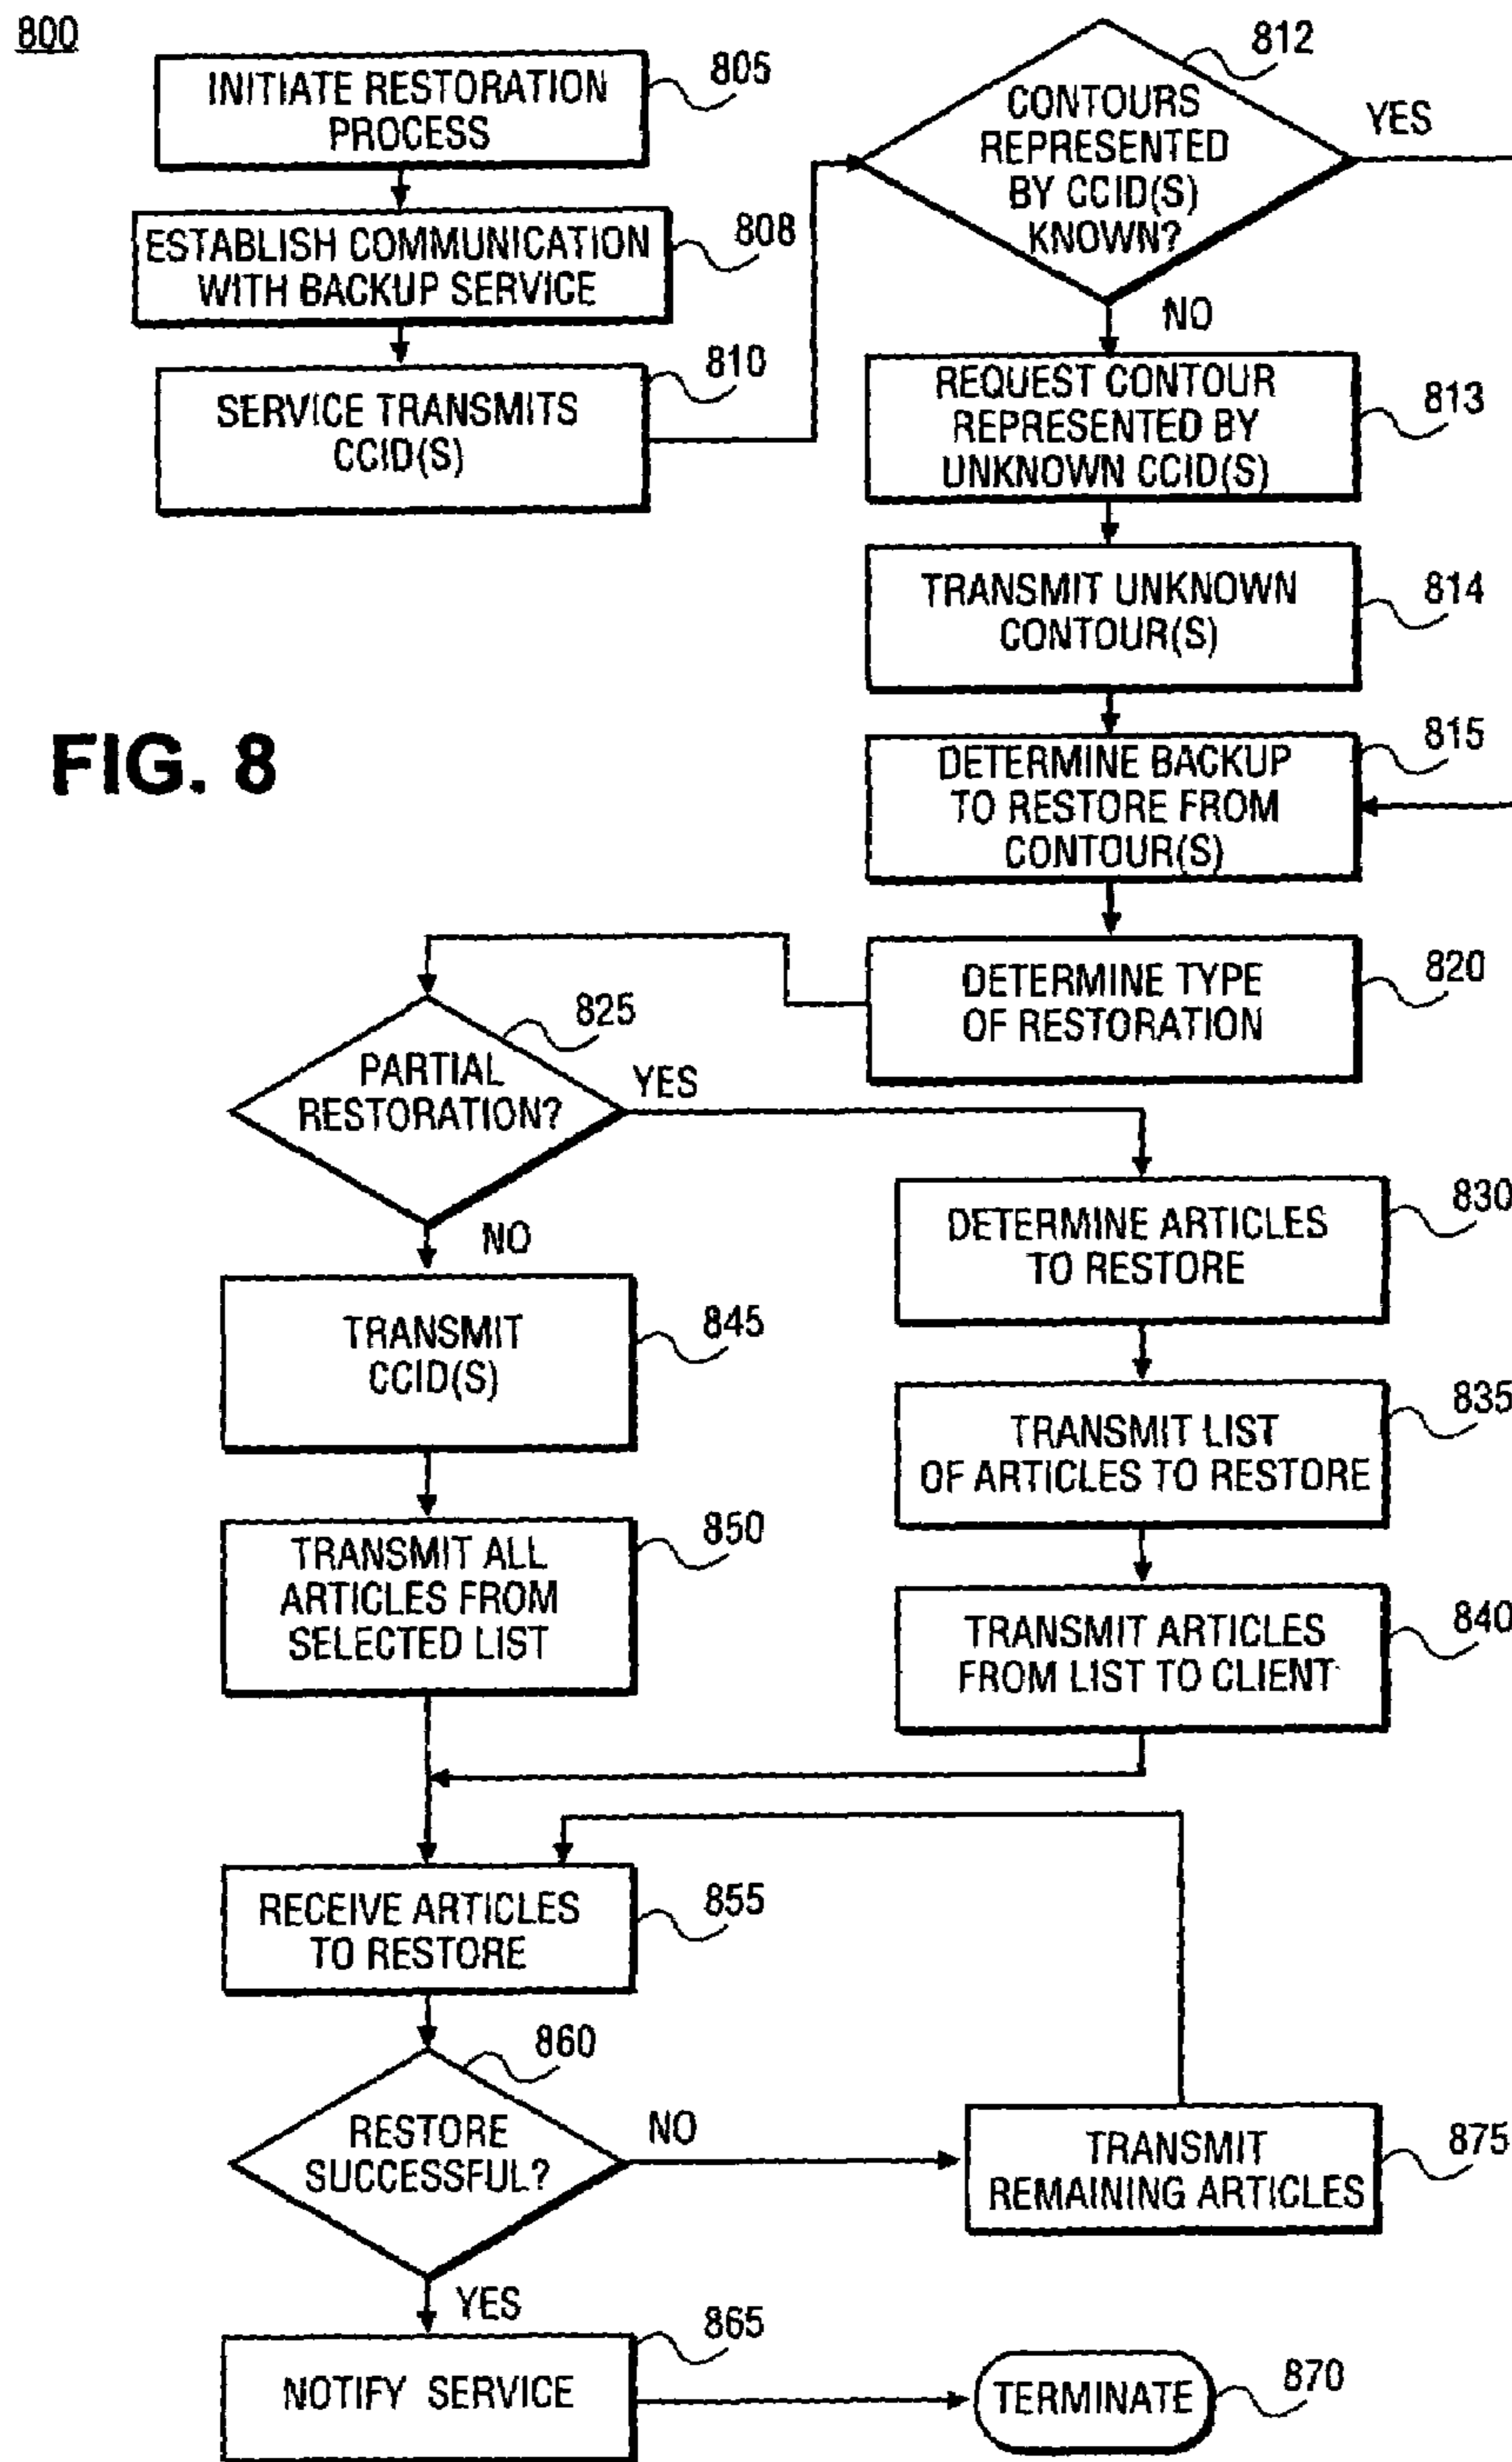 800
INITIATE RESTORATION
PROCESS
805
ESTABLISH COMMUNICATION
WITH BACKUP SERVICE
808
SERVICE TRANSMITS
CCID(S)
810
812
CONTOURS
REPRESENTED
BY CCID(S)
KNOWN?
YES
NO
REQUEST CONTOUR
REPRESENTED BY
UNKNOWN CCID(S)
813
TRANSMIT UNKNOWN
CONTOUR(S)
814
FIG. 8
DETERMINE BACKUP
TO RESTORE FROM
CONTOUR(S)
815
DETERMINE TYPE
OF RESTORATION
820
825
PARTIAL
RESTORATION?
YES
NO
DETERMINE ARTICLES
TO RESTORE
830
TRANSMIT
CCID(S)
845
TRANSMIT LIST
OF ARTICLES TO RESTORE
835
TRANSMIT ALL
ARTICLES FROM
SELECTED LIST
850
TRANSMIT ARTICLES
FROM LIST TO CLIENT
840
RECEIVE ARTICLES
TO RESTORE
855
860
RESTORE
SUCCESSFUL?
NO
YES
TRANSMIT
REMAINING ARTICLES
875
NOTIFY SERVICE
865
TERMINATE
870